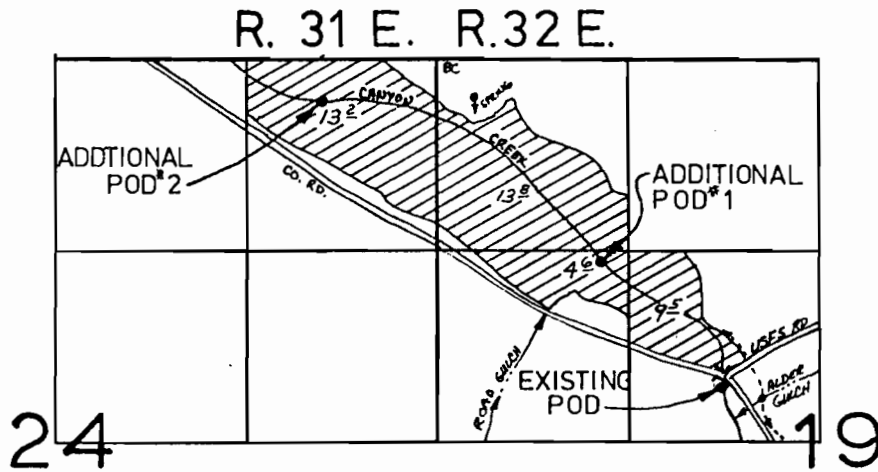 R. 31 E. R.32 E.
BC
SPRING
CANYON
CREEK
13 2
ADDTIONAL
POD #2
CO. RD.
13 8
ADDITIONAL
POD #1
4 6
9 5
USFS RD
ROAD GULCH
EXISTING
POD
ALDER
GULCH
24
19